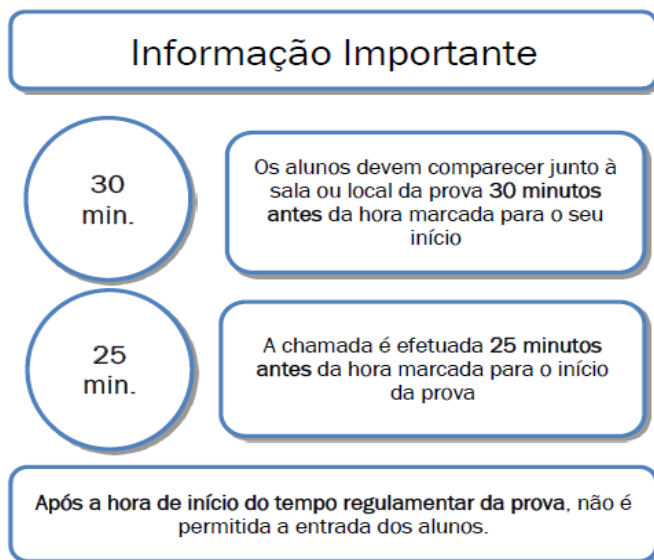 Informação Importante
30
min.
Os alunos devem comparecer junto à
sala ou local da prova 30 minutos
antes da hora marcada para o seu
início
25
min.
A chamada é efetuada 25 minutos
antes da hora marcada para o início
da prova
Após a hora de início do tempo regulamentar da prova, não é
permitida a entrada dos alunos.